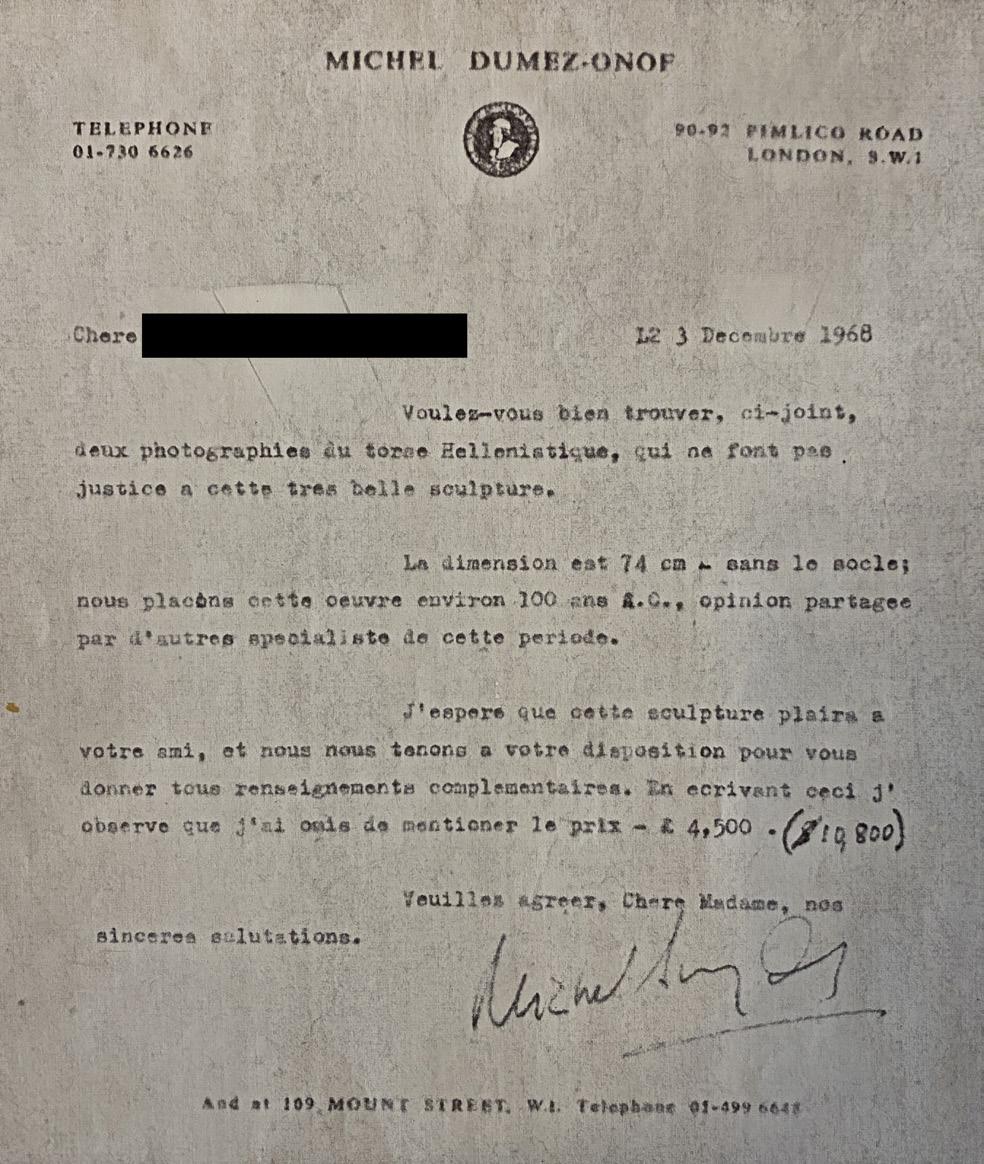 MICHEL DUMEZ-ONOF
TELEPHONE
01-730 6626
90-92 PIMLICO ROAD
LONDON, S.W.1
Chere
L2 3 Decembre 1968
Voulez-vous bien trouver, ci-joint,
deux photographies du torse Hellenistique, qui ne font pas
justice a cette tres belle sculpture.
La dimension est 74 cm - sans le socle;
nous placons cette oeuvre environ 100 ans A.C., opinion partagee
par d'autres specialiste de cette periode.
J'espere que cette sculpture plaira a
votre ami, et nous nous tenons a votre disposition pour vous
donner tous renseignements complementaires. En ecrivant ceci j'
observe que j'ai omis de mentioner le prix - £ 4,500 . ($10,800)
Veuilles agreer, Chere Madame, nos
sinceres salutations.
Michel
And at 109 MOUNT STREET, W.1. Telephone 01-499